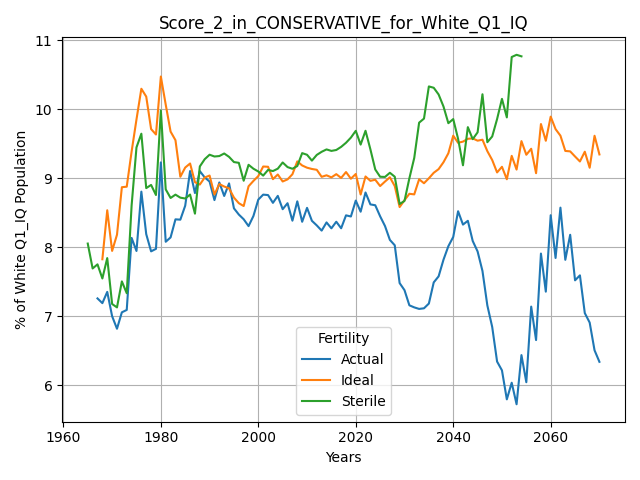 Score_2_in_CONSERVATIVE_for_White_Q1_IQ
11
10
9
8
7
6
% of White Q1_IQ Population
Fertility
Actual
Ideal
Sterile
1960 1980 2000 2020 2040 2060
Years